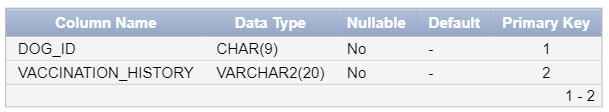 Column Name Data Type Nullable Default Primary Key
DOG_ID CHAR(9) No - 1
VACCINATION_HISTORY VARCHAR2(20) No - 2
1 - 2